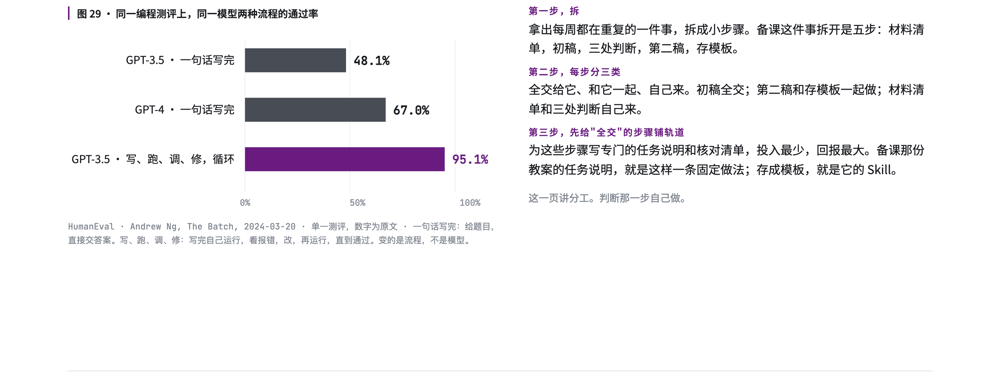 图 29 · 同一编程测评上，同一模型两种流程的通过率
GPT-3.5 · 一句话写完
48.1%
GPT-4 · 一句话写完
67.0%
GPT-3.5 · 写、跑、调、修，循环
95.1%
0%
50%
100%
HumanEval · Andrew Ng, The Batch, 2024-03-20 · 单一测评，数字为原文 · 一句话写完：给题目，
直接交答案。写、跑、调、修：写完自己运行，看报错，改，再运行，直到通过。变的是流程，不是模型。
第一步，拆
拿出每周都在重复的一件事，拆成小步骤。备课这件事拆开是五步：材料清
单，初稿，三处判断，第二稿，存模板。
第二步，每步分三类
全交给它、和它一起、自己来。初稿全交；第二稿和存模板一起做；材料清
单和三处判断自己来。
第三步，先给"全交"的步骤铺轨道
为这些步骤写专门的任务说明和核对清单，投入最少，回报最大。备课那份
教案的任务说明，就是这样一条固定做法；存成模板，就是它的 Skill。
这一页讲分工。判断那一步自己做。